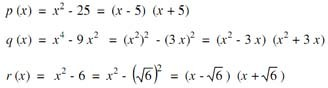 p (x) = x² - 25 = (x - 5) (x + 5)
q (x) = x⁴ - 9 x² = (x²)² - (3 x)² = (x² - 3 x) (x² + 3 x)
r (x) = x² - 6 = x² - (√6)² = (x - √6) (x + √6)